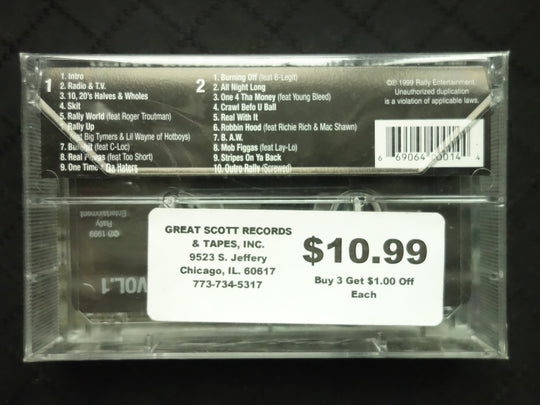 1
1. Intro
2. Radio & T.V.
3. 10, 20's Halves & Wholes
4. Skit
5. Rally World (feat Roger Troutman)
6. Rally Up
feat Big Tymers & Lil Wayne of Hotboys)
7. (feat C-Loc)
8. Real (feat Too Short)
9. One Time Da Haters
2
1. Burning Off (feat B-Legit)
2. All Night Long
3. One 4 Tha Money (feat Young Bleed)
4. Crawl Befo U Ball
5. Real With It
6. Robbin Hood (feat Richie Rich & Mac Shawn)
7. B. A.W.
8. Mob Figgas (feat Lay-Lo)
9. Stripes On Ya Back
10. Outro Rally (Screwed)
©℗ 1999 Rally Entertainment.
Unauthorized duplication
is a violation of applicable laws.
6 69064 00014 4
©℗ 1999
Rally
Entertainment
VOL.1
GREAT SCOTT RECORDS
& TAPES, INC.
9523 S. Jeffery
Chicago, IL. 60617
773-734-5317
$10.99
Buy 3 Get $1.00 Off
Each